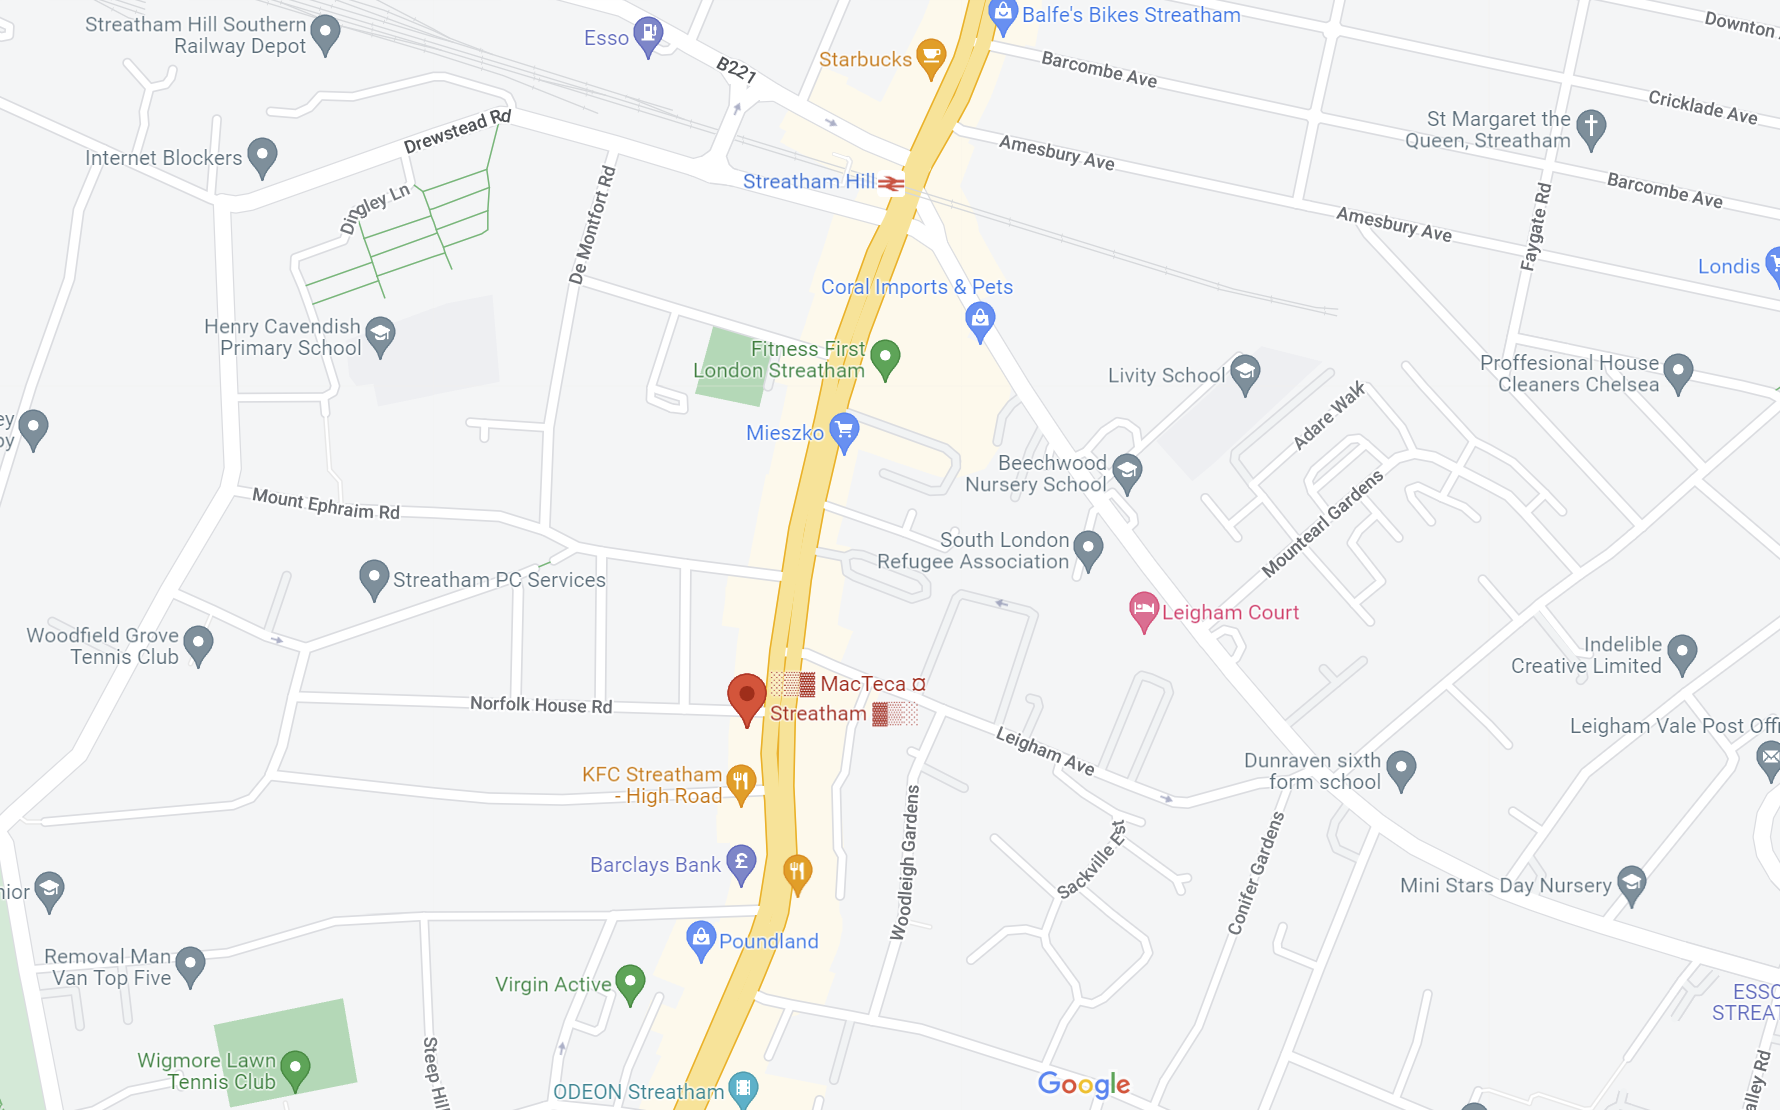 Streatham Hill Southern
Railway Depot
Esso
B221
Starbucks
Balfe's Bikes Streatham
Downton
Barcombe Ave
Cricklade Ave
St Margaret the
Queen, Streatham
Drewstead Rd
Internet Blockers
Amesbury Ave
Streatham Hill
Barcombe Ave
Dingley Ln
De Montfort Rd
Amesbury Ave
Faygate Rd
Londis
Coral Imports & Pets
Henry Cavendish
Primary School
Fitness First
London Streatham
Livity School
Proffesional House
Cleaners Chelsea
Adare Wak
Mieszko
Beechwood
Nursery School
Mount Ephraim Rd
Mountearl Gardens
South London
Refugee Association
Streatham PC Services
Leigham Court
Woodfield Grove
Tennis Club
Indelible
Creative Limited
░▒▓ MacTeca ¤
Streatham ▓▒░
Norfolk House Rd
Leigham Ave
Leigham Vale Post Offi
KFC Streatham
- High Road
Dunraven sixth
form school
Woodleigh Gardens
Sackville Est
Conifer Gardens
Barclays Bank
nior
Mini Stars Day Nursery
Poundland
Removal Man
Van Top Five
Virgin Active
ESSO
STREAT
Wigmore Lawn
Tennis Club
Steep Hill
ODEON Streatham
Google
alley Rd